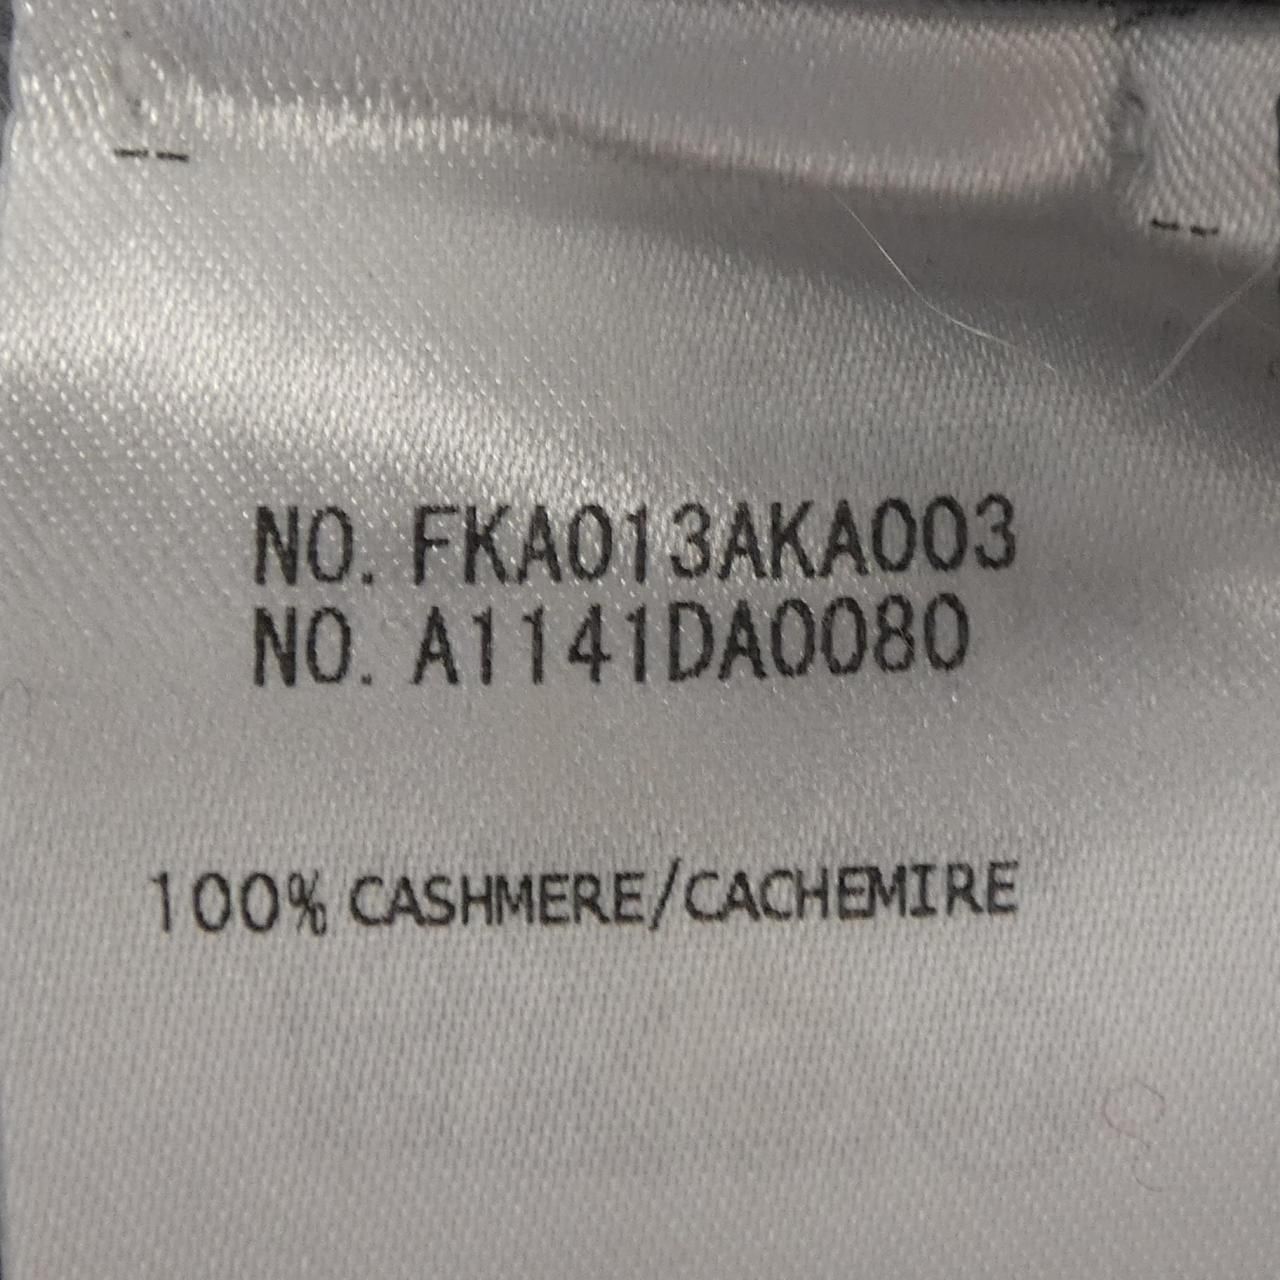 NO. FKA013AKA003
NO. A1141DA0080
100% CASHMERE/CACHEMIRE